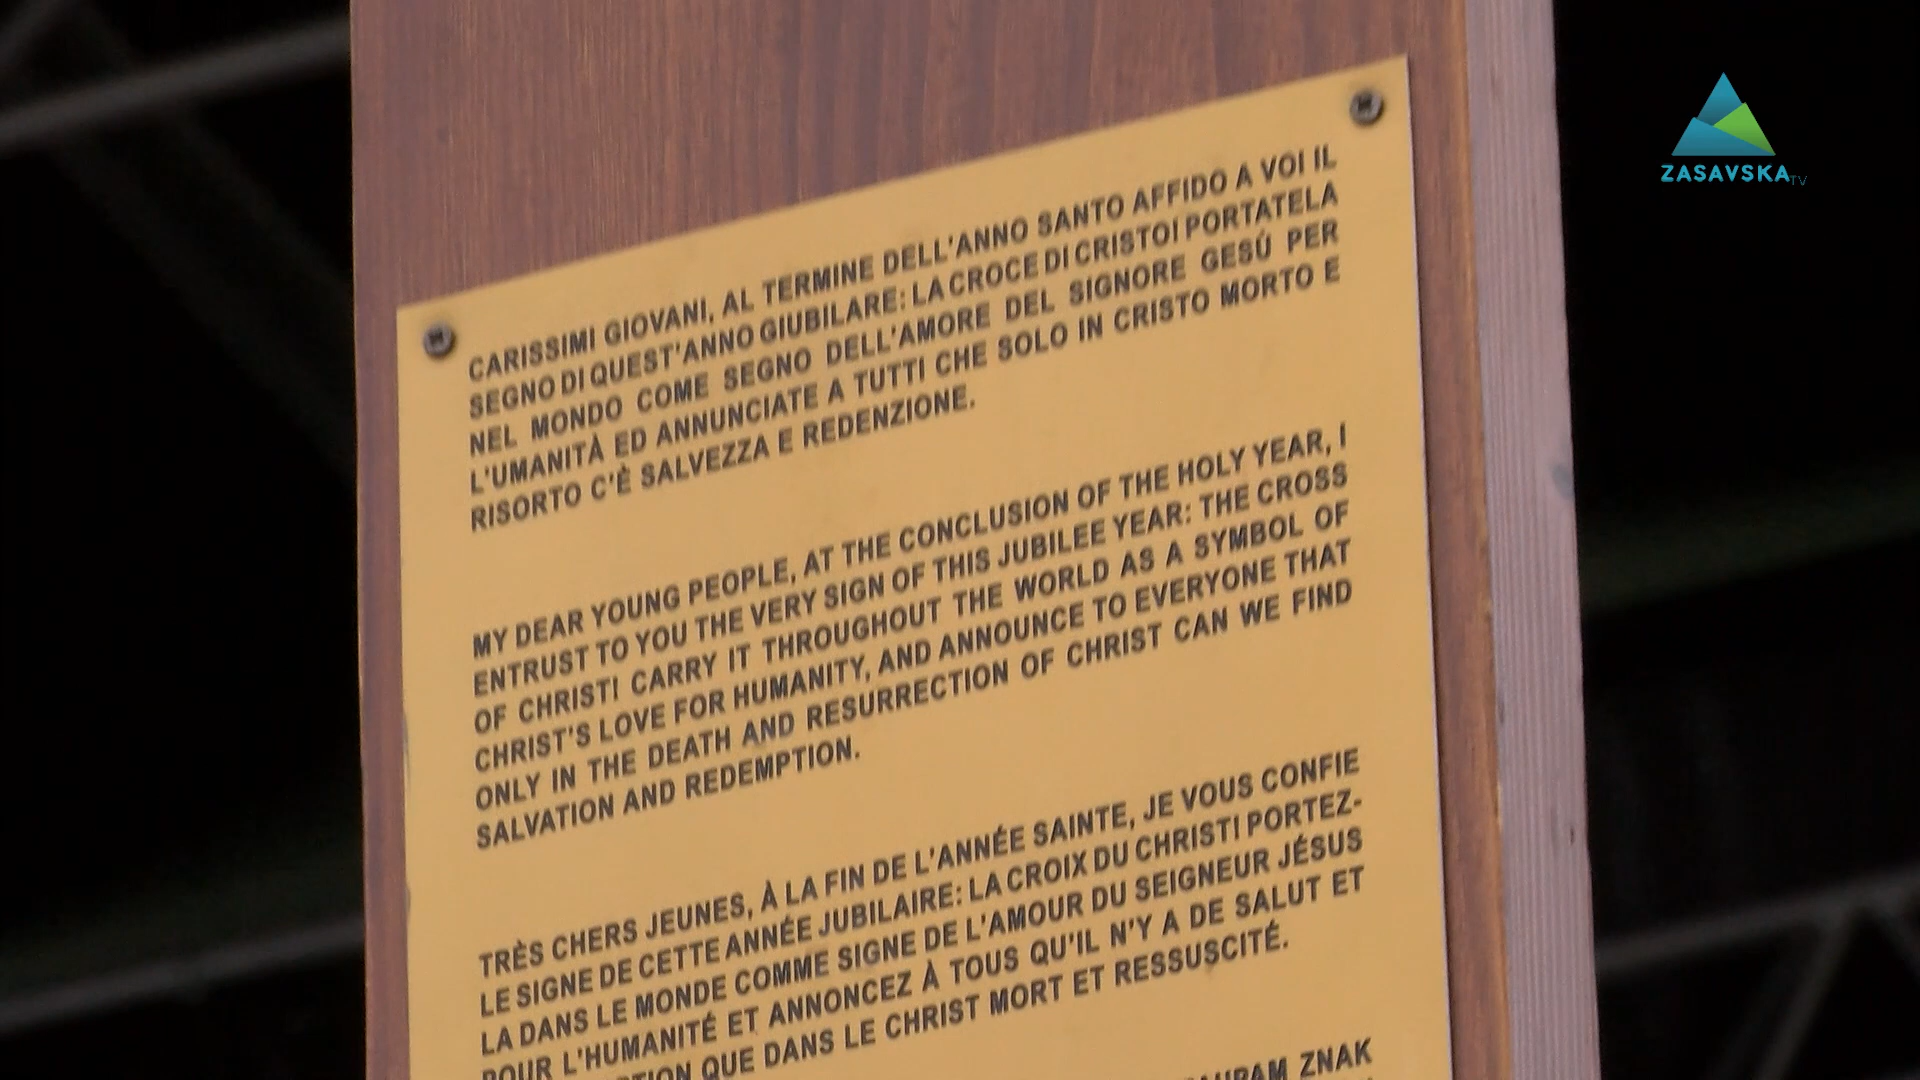 ZASAVSKA TV
CARISSIMI GIOVANI, AL TERMINE DELL'ANNO SANTO AFFIDO A VOI IL
SEGNO DI QUEST'ANNO GIUBILARE: LA CROCE DI CRISTOI PORTATELA
NEL MONDO COME SEGNO DELL'AMORE DEL SIGNORE GESÚ PER
L'UMANITÀ ED ANNUNCIATE A TUTTI CHE SOLO IN CRISTO MORTO E
RISORTO C'È SALVEZZA E REDENZIONE.
MY DEAR YOUNG PEOPLE, AT THE CONCLUSION OF THE HOLY YEAR, I
ENTRUST TO YOU THE VERY SIGN OF THIS JUBILEE YEAR: THE CROSS
OF CHRISTI CARRY IT THROUGHOUT THE WORLD AS A SYMBOL OF
CHRIST'S LOVE FOR HUMANITY, AND ANNOUNCE TO EVERYONE THAT
ONLY IN THE DEATH AND RESURRECTION OF CHRIST CAN WE FIND
SALVATION AND REDEMPTION.
TRÈS CHERS JEUNES, À LA FIN DE L'ANNÉE SAINTE, JE VOUS CONFIE
LE SIGNE DE CETTE ANNÉE JUBILAIRE: LA CROIX DU CHRISTI PORTEZ-
LA DANS LE MONDE COMME SIGNE DE L'AMOUR DU SEIGNEUR JÉSUS
POUR L'HUMANITÉ ET ANNONCEZ À TOUS QU'IL N'Y A DE SALUT ET
QUE DANS LE CHRIST MORT ET RESSUSCITÉ.
ZNAK